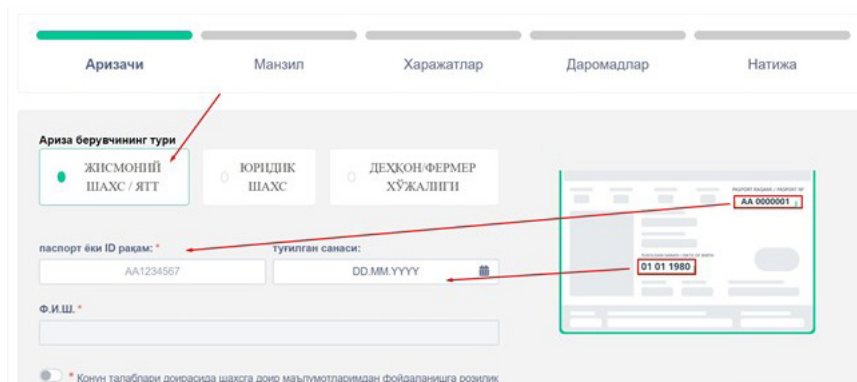 Аризачи Манзил Харажатлар Даромадлар Натижа
Ариза берувчининг тури
ЖИСМОНИЙ ШАХС / ЯТТ
ЮРИДИК ШАХС
ДЕҲҚОН/ФЕРМЕР ХЎЖАЛИГИ
PASPORT RAQAMI / PASSPORT №
AA 0000001
паспорт ёки ID рақам: * туғилган санаси:
AA1234567 DD.MM.YYYY
01 01 1980
Ф.И.Ш. *
* Қонун талаблари доирасида шахсга доир маълумотларимдан фойдаланишга розилик